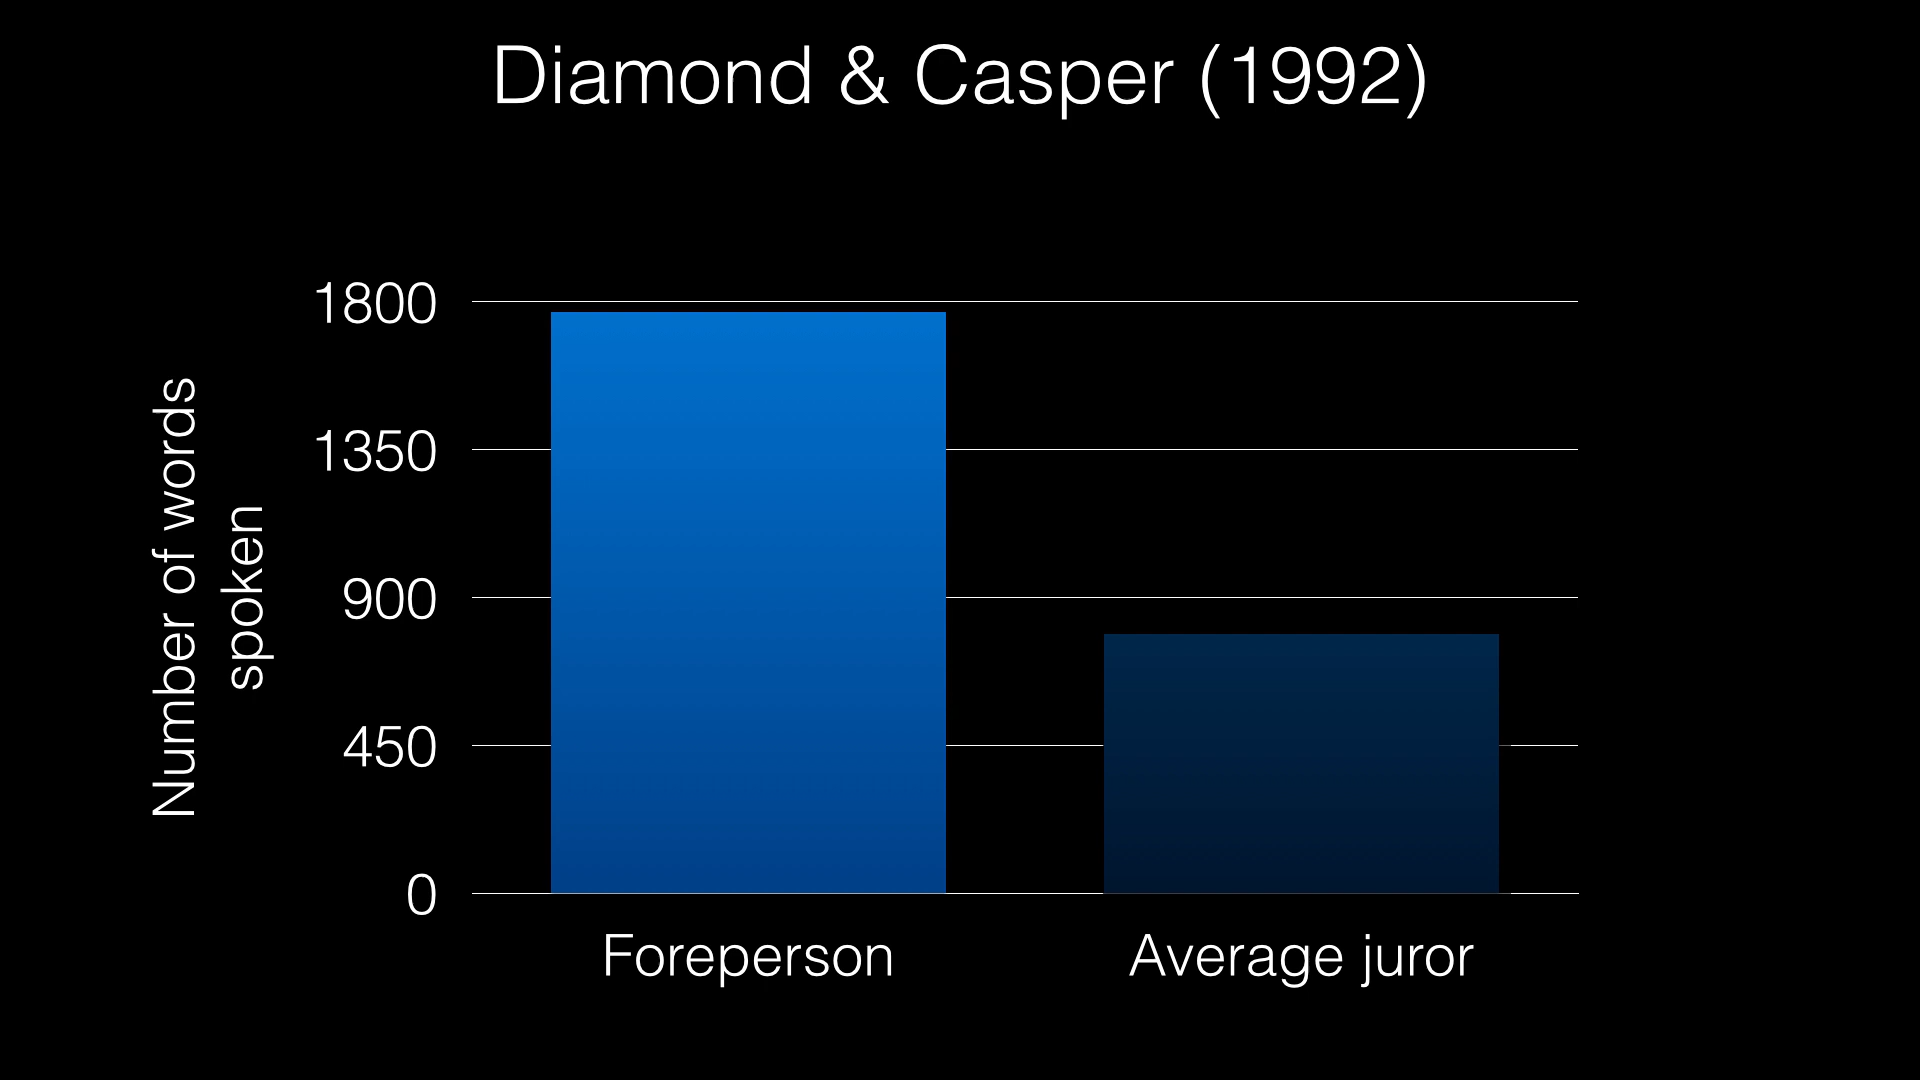 Diamond & Casper (1992)
Number of words
spoken
1800
1350
900
450
0
Foreperson
Average juror